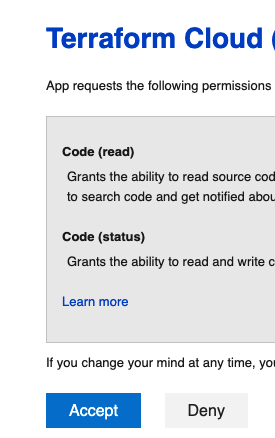 Terraform Cloud (
App requests the following permissions
Code (read)
Grants the ability to read source cod
to search code and get notified abou
Code (status)
Grants the ability to read and write c
Learn more
If you change your mind at any time, you
Accept
Deny